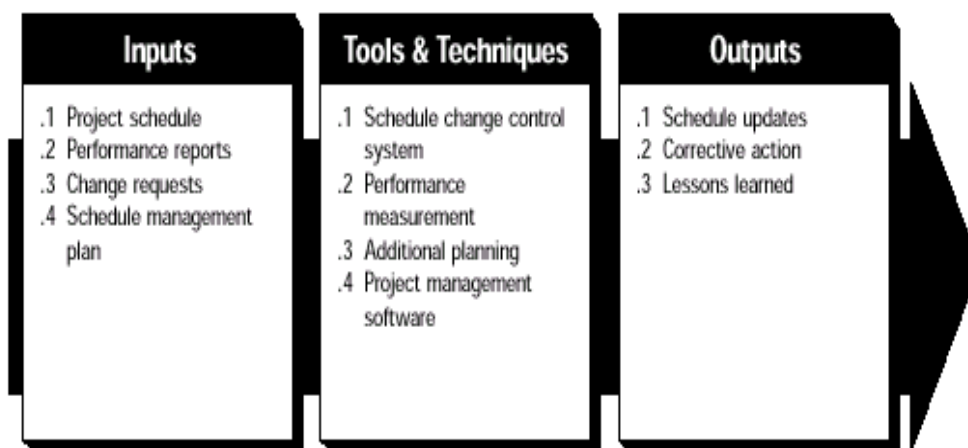 Inputs
.1 Project schedule
.2 Performance reports
.3 Change requests
.4 Schedule management
plan
Tools & Techniques
.1 Schedule change control
system
.2 Performance
measurement
.3 Additional planning
.4 Project management
software
Outputs
.1 Schedule updates
.2 Corrective action
.3 Lessons learned